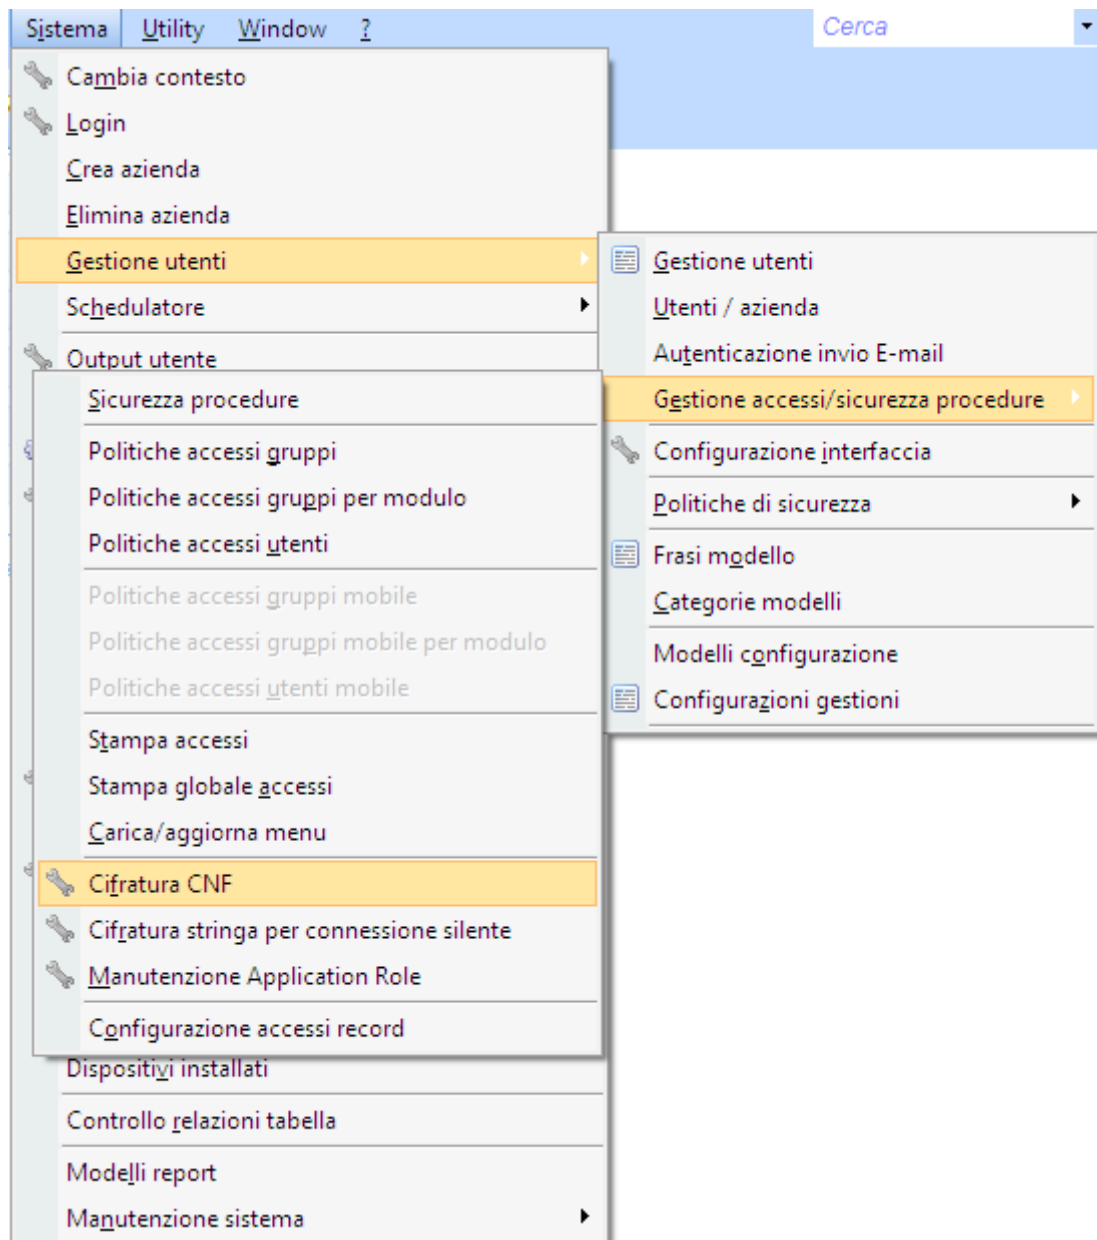 Sistema Utility Window ? Cerca
Cambia contesto
Login
Crea azienda
Elimina azienda
Gestione utenti
Schedulatore
Output utente
Gestione utenti
Utenti / azienda
Autenticazione invio E-mail
Gestione accessi/sicurezza procedure
Configurazione interfaccia
Politiche di sicurezza
Frasi modello
Categorie modelli
Modelli configurazione
Configurazioni gestioni
Sicurezza procedure
Politiche accessi gruppi
Politiche accessi gruppi per modulo
Politiche accessi utenti
Politiche accessi gruppi mobile
Politiche accessi gruppi mobile per modulo
Politiche accessi utenti mobile
Stampa accessi
Stampa globale accessi
Carica/aggiorna menu
Cifratura CNF
Cifratura stringa per connessione silente
Manutenzione Application Role
Configurazione accessi record
Dispositivi installati
Controllo relazioni tabella
Modelli report
Manutenzione sistema